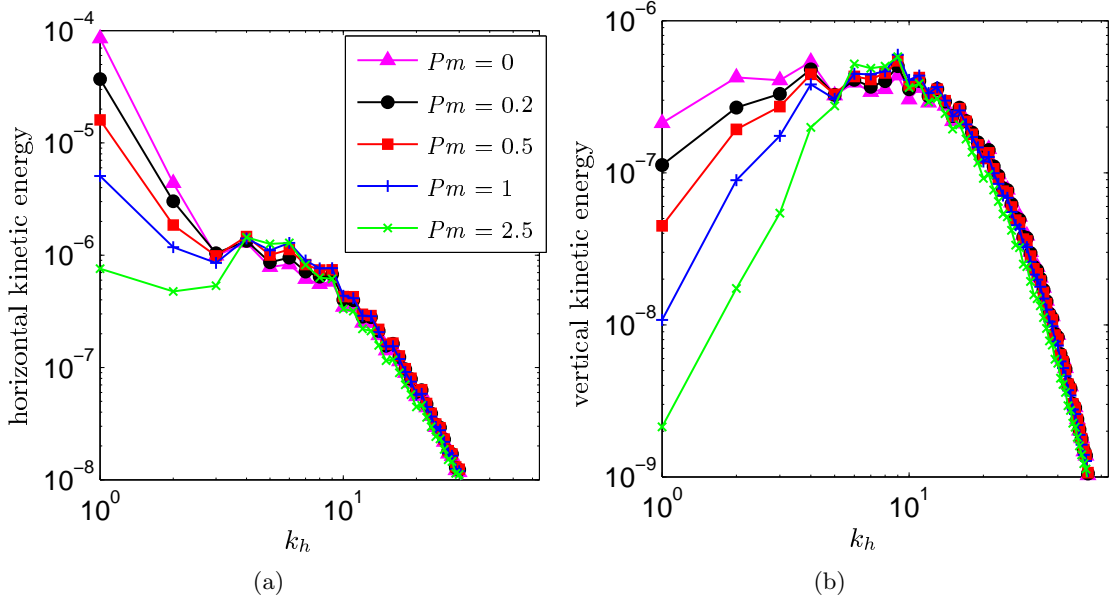 10^-4
10^-5
10^-6
10^-7
10^-8
horizontal kinetic energy
Pm = 0
Pm = 0.2
Pm = 0.5
Pm = 1
Pm = 2.5
10^0
10^1
k_h
(a)
10^-6
10^-7
10^-8
10^-9
vertical kinetic energy
10^0
10^1
k_h
(b)